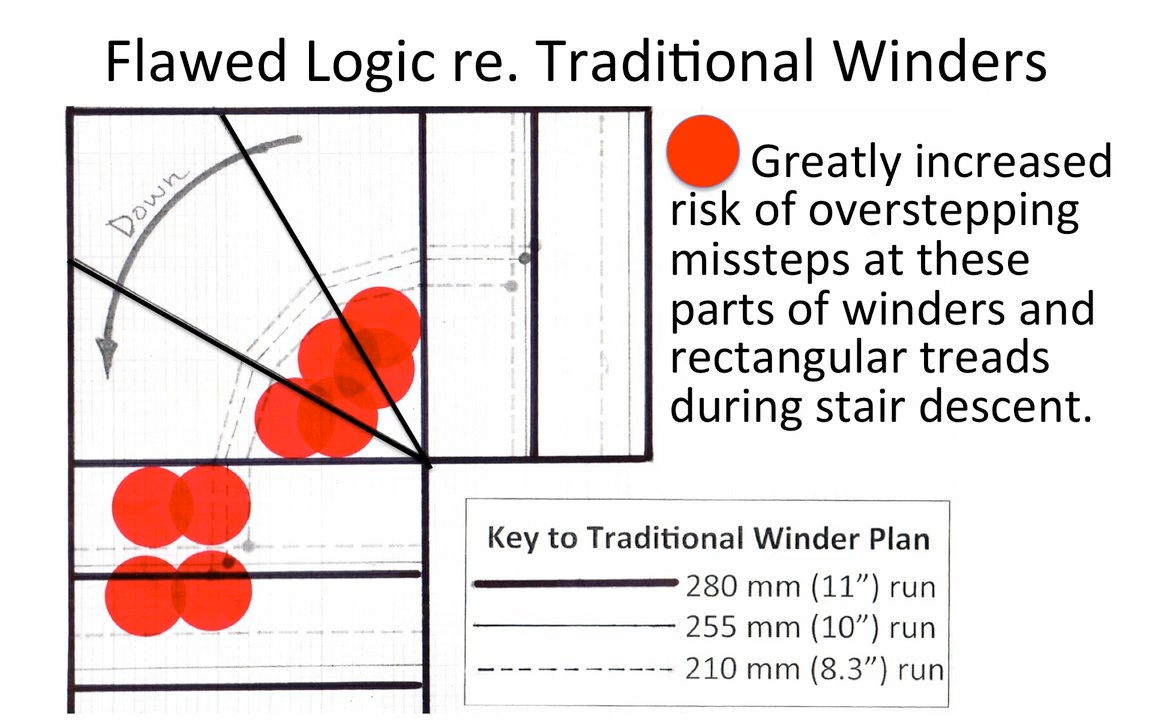 Flawed Logic re. Traditional Winders
Down
Greatly increased
risk of overstepping
missteps at these
parts of winders and
rectangular treads
during stair descent.
Key to Traditional Winder Plan
280 mm (11”) run
255 mm (10”) run
210 mm (8.3”) run